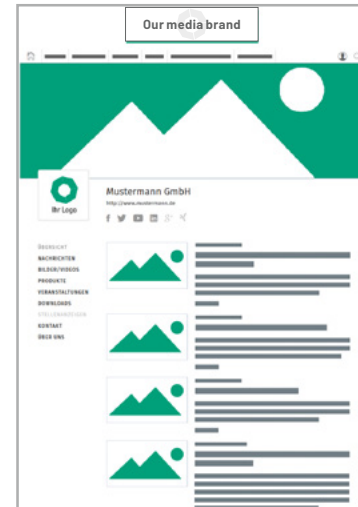 Our media brand
Mustermann GmbH
http://www.mustermann.de
Ihr Logo
ÜBERSICHT
NACHRICHTEN
BILDER/VIDEOS
PRODUKTE
VERANSTALTUNGEN
DOWNLOADS
STELLENANZEIGEN
KONTAKT
ÜBER UNS